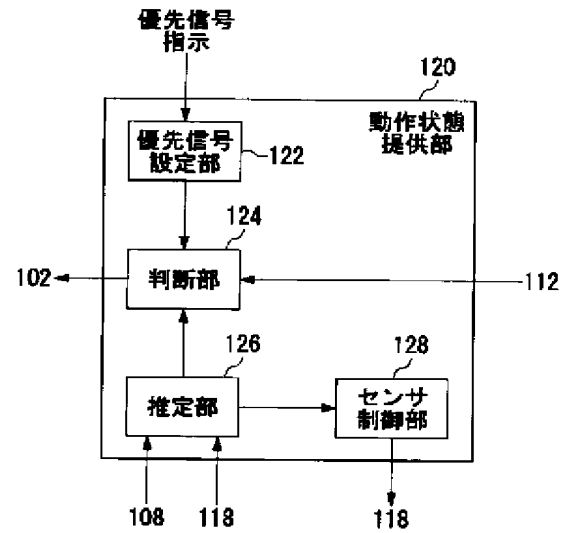 優先信号
指示
120
動作状態
提供部
優先信号
設定部
122
124
102
判断部
112
126
128
推定部
センサ
制御部
108
118
118